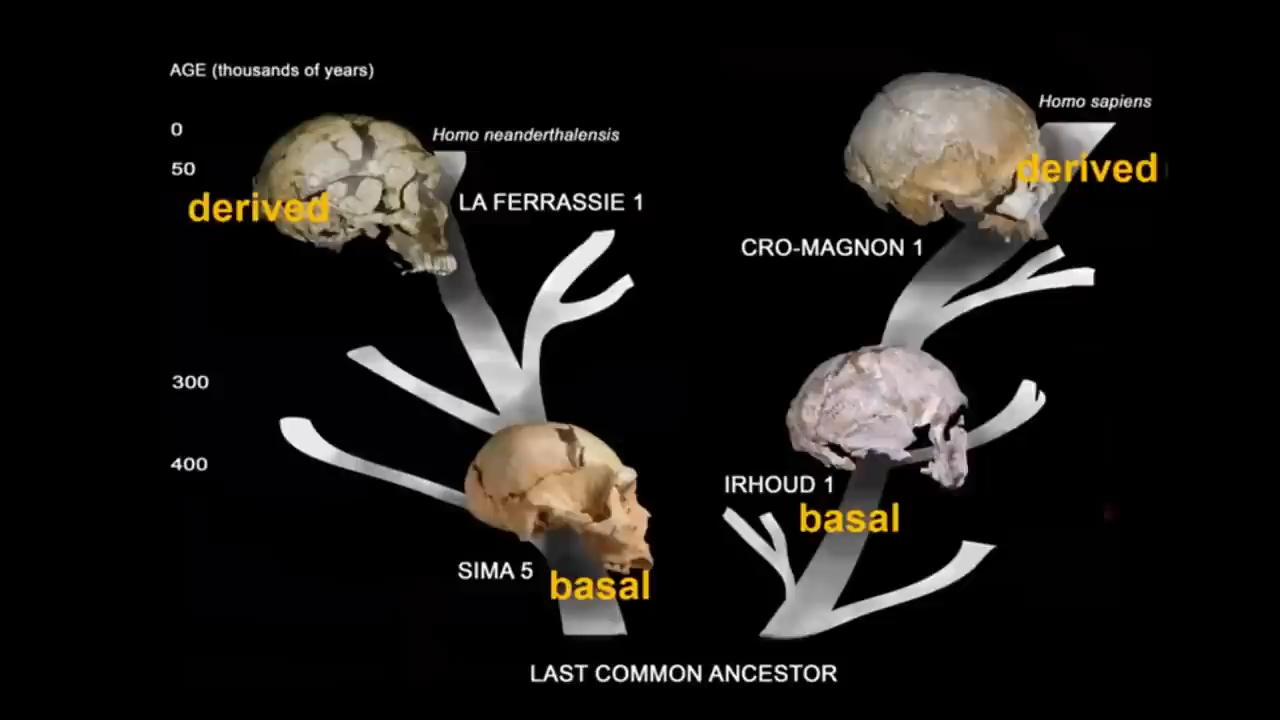 AGE (thousands of years)
0
50
300
400
Homo neanderthalensis
derived
LA FERRASSIE 1
SIMA 5
basal
Homo sapiens
derived
CRO-MAGNON 1
IRHOUD 1
basal
LAST COMMON ANCESTOR